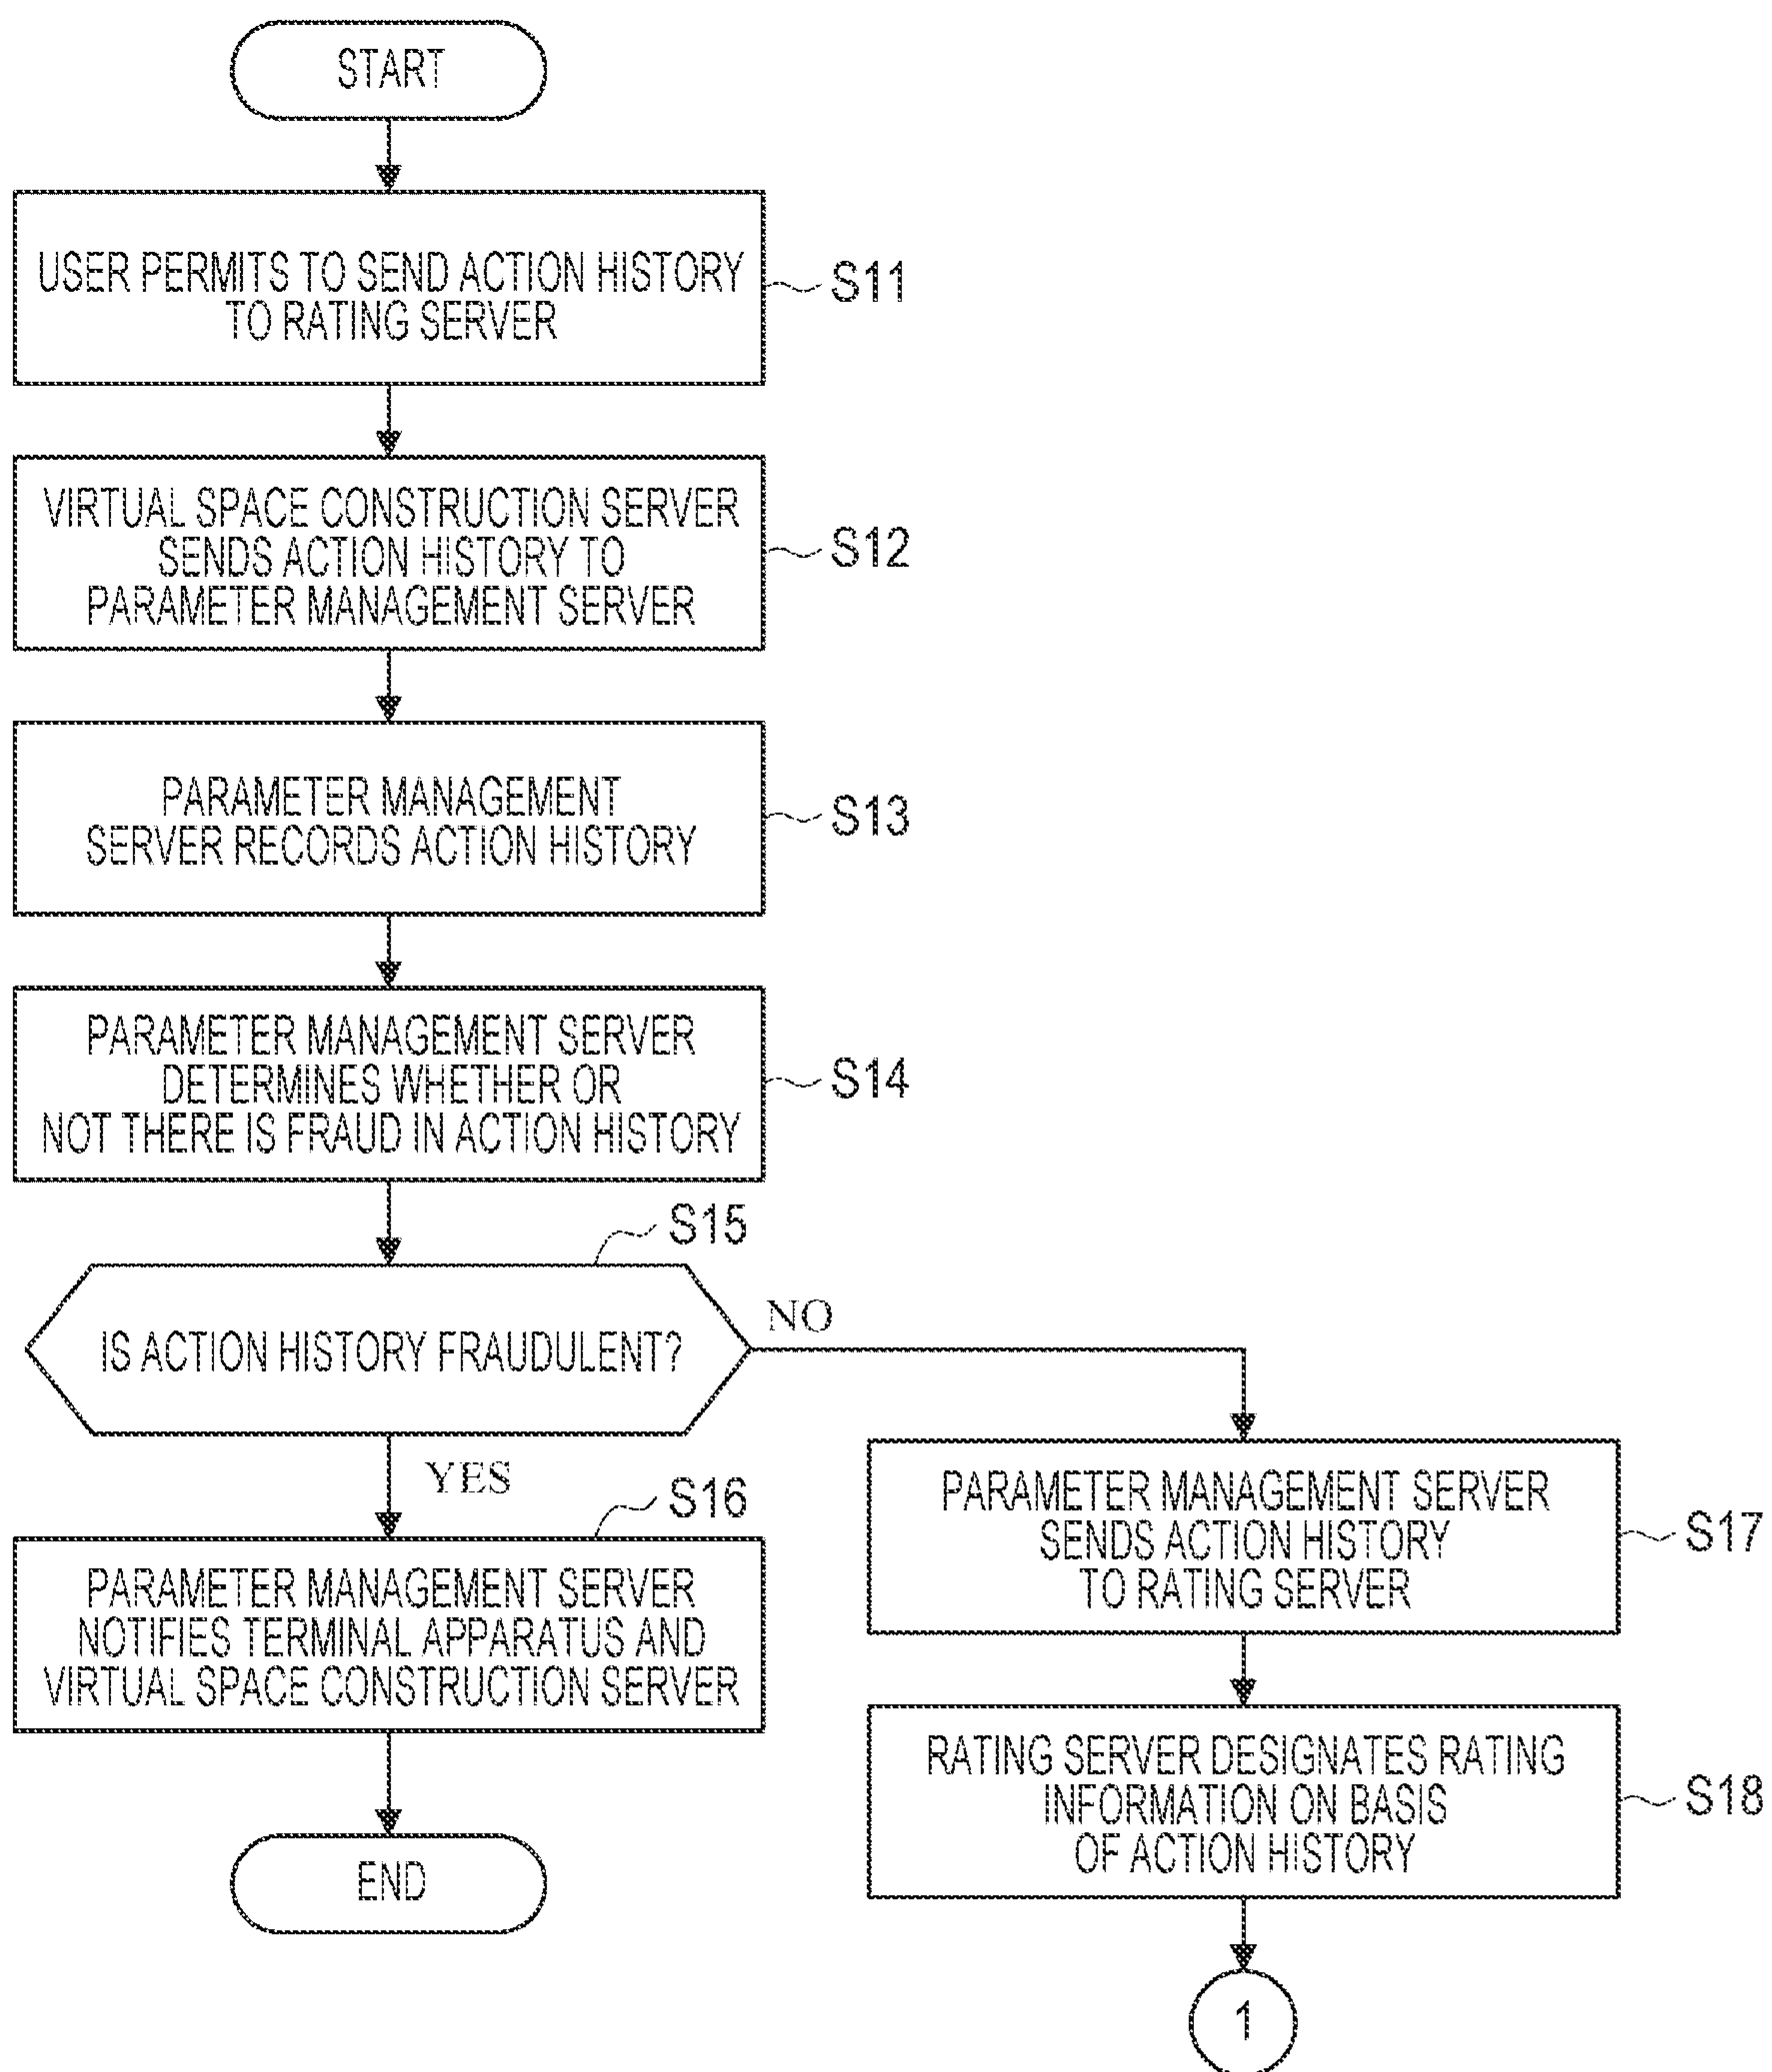 START
USER PERMITS TO SEND ACTION HISTORY
TO RATING SERVER
S11
VIRTUAL SPACE CONSTRUCTION SERVER
SENDS ACTION HISTORY TO
PARAMETER MANAGEMENT SERVER
S12
PARAMETER MANAGEMENT
SERVER RECORDS ACTION HISTORY
S13
PARAMETER MANAGEMENT SERVER
DETERMINES WHETHER OR
NOT THERE IS FRAUD IN ACTION HISTORY
S14
S15
IS ACTION HISTORY FRAUDULENT?
NO
YES
S16
PARAMETER MANAGEMENT SERVER
NOTIFIES TERMINAL APPARATUS AND
VIRTUAL SPACE CONSTRUCTION SERVER
END
PARAMETER MANAGEMENT SERVER
SENDS ACTION HISTORY
TO RATING SERVER
S17
RATING SERVER DESIGNATES RATING
INFORMATION ON BASIS
OF ACTION HISTORY
S18
1